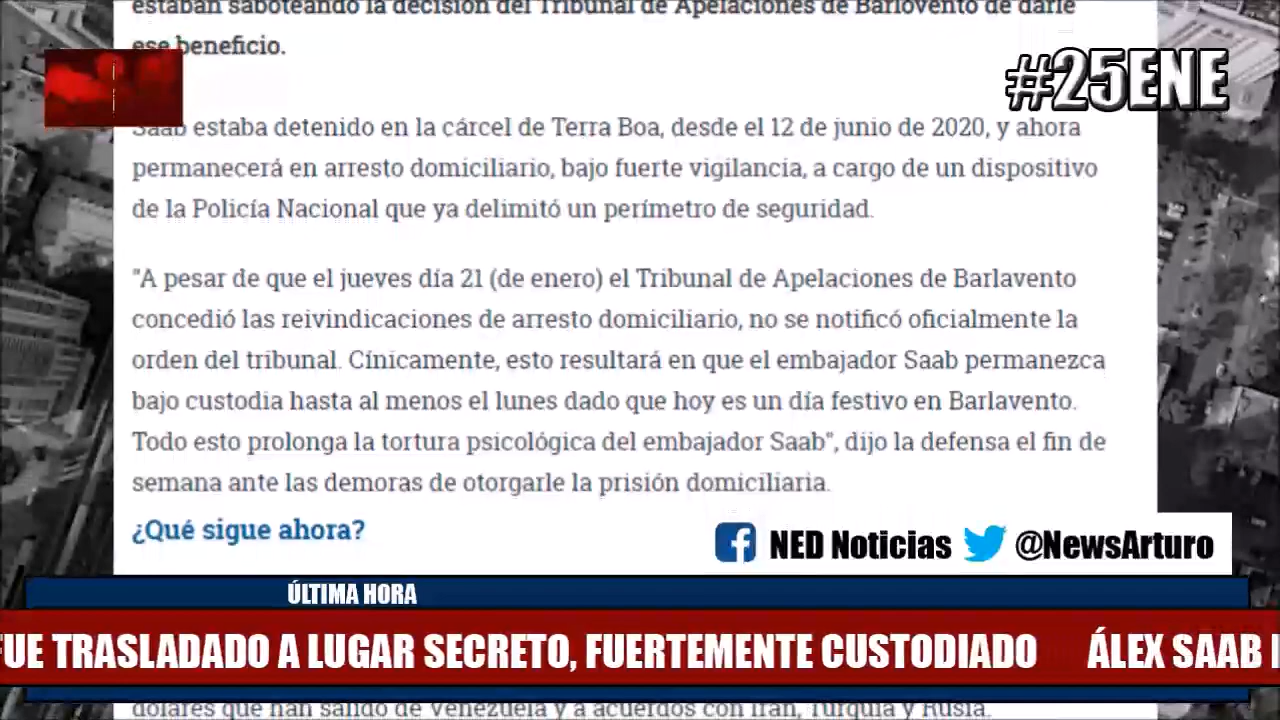 estaban saboteando la decisión del Tribunal de Apelaciones de Barlovento de darle
ese beneficio.
#25ENE
Saab estaba detenido en la cárcel de Terra Boa, desde el 12 de junio de 2020, y ahora
permanecerá en arresto domiciliario, bajo fuerte vigilancia, a cargo de un dispositivo
de la Policía Nacional que ya delimitó un perímetro de seguridad.
"A pesar de que el jueves día 21 (de enero) el Tribunal de Apelaciones de Barlavento
concedió las reivindicaciones de arresto domiciliario, no se notificó oficialmente la
orden del tribunal. Cínicamente, esto resultará en que el embajador Saab permanezca
bajo custodia hasta al menos el lunes dado que hoy es un día festivo en Barlavento.
Todo esto prolonga la tortura psicológica del embajador Saab", dijo la defensa el fin de
semana ante las demoras de otorgarle la prisión domiciliaria.
¿Qué sigue ahora?
NED Noticias @NewsArturo
ÚLTIMA HORA
FUE TRASLADADO A LUGAR SECRETO, FUERTEMENTE CUSTODIADO ÁLEX SAAB
dólares que han salido de Venezuela y a acuerdos con Irán, Turquía y Rusia.